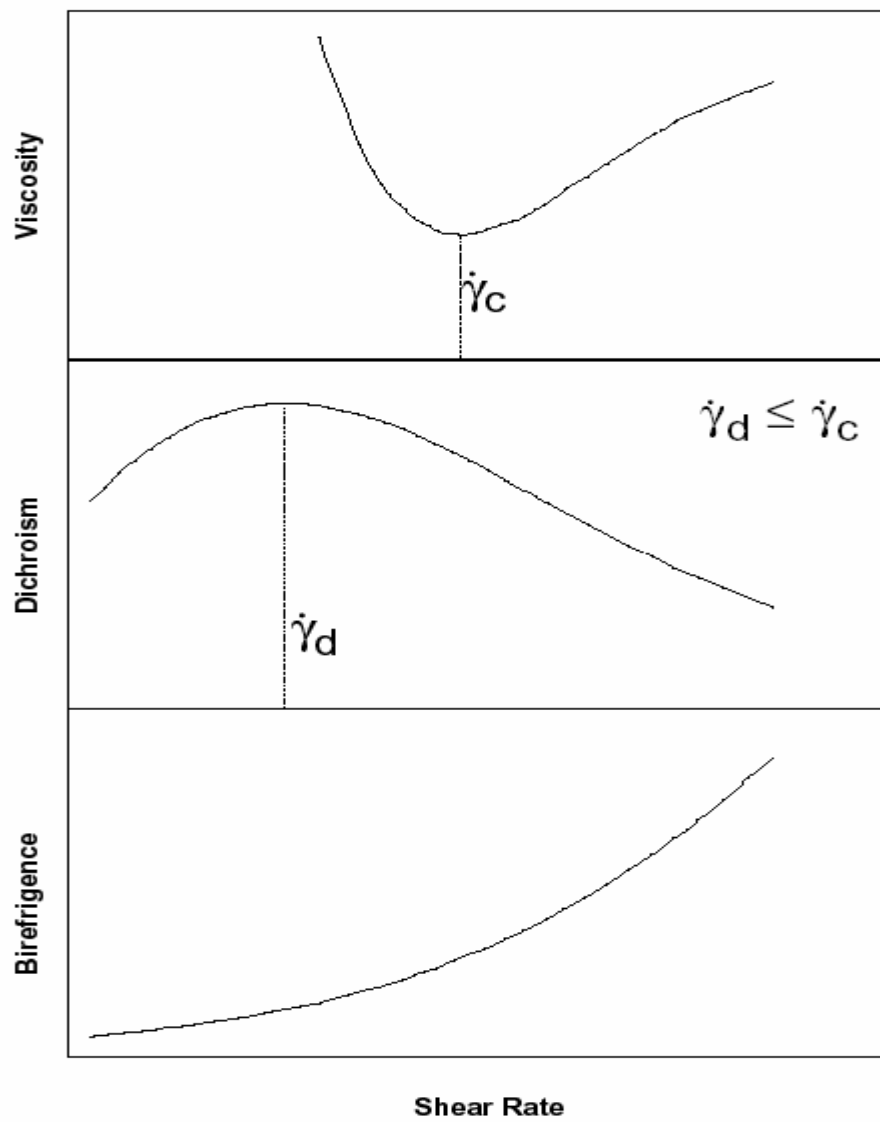 Viscosity
γ̇c
Dichroism
γ̇d ≤ γ̇c
γ̇d
Birefrigence
Shear Rate